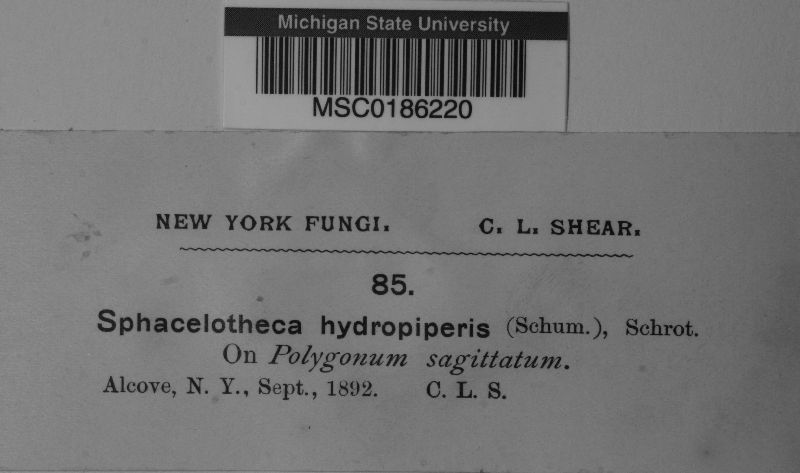 Michigan State University
MSC0186220
NEW YORK FUNGI. C. L. SHEAR.
85.
Sphacelotheca hydropiperis (Schum.), Schrot.
On Polygonum sagittatum.
Alcove, N. Y., Sept., 1892. C. L. S.